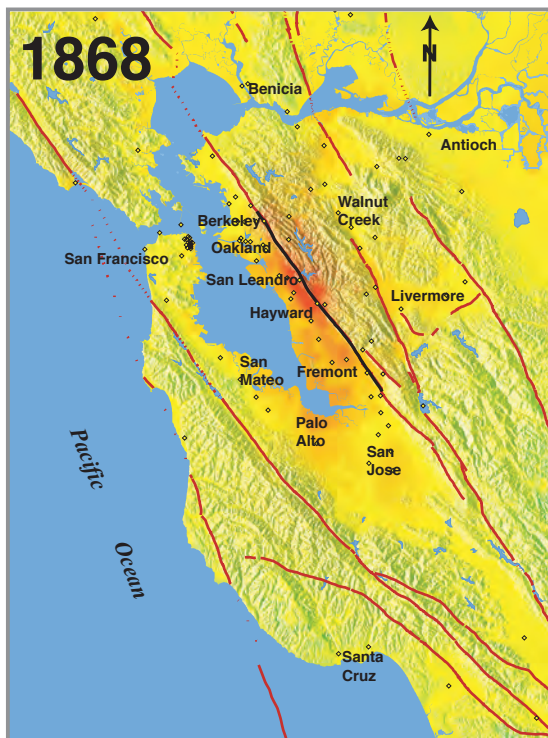 1868
N
Benicia
Antioch
Walnut
Creek
Berkeley
Oakland
San Francisco
San Leandro
Livermore
Hayward
San
Mateo
Fremont
Palo
Alto
San
Jose
Pacific
Ocean
Santa
Cruz